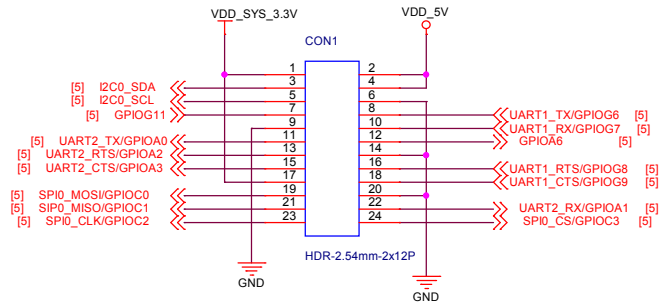 VDD_SYS_3.3V
VDD_5V
CON1
1 2
[5] I2C0_SDA 3 4
[5] I2C0_SCL 5 6
[5] GPIOG11 7 8 UART1_TX/GPIOG6 [5]
9 10 UART1_RX/GPIOG7 [5]
[5] UART2_TX/GPIOA0 11 12 GPIOA6 [5]
[5] UART2_RTS/GPIOA2 13 14
[5] UART2_CTS/GPIOA3 15 16 UART1_RTS/GPIOG8 [5]
17 18 UART1_CTS/GPIOG9 [5]
[5] SPI0_MOSI/GPIOC0 19 20
[5] SIP0_MISO/GPIOC1 21 22 UART2_RX/GPIOA1 [5]
[5] SPI0_CLK/GPIOC2 23 24 SPI0_CS/GPIOC3 [5]
HDR-2.54mm-2x12P
GND
GND